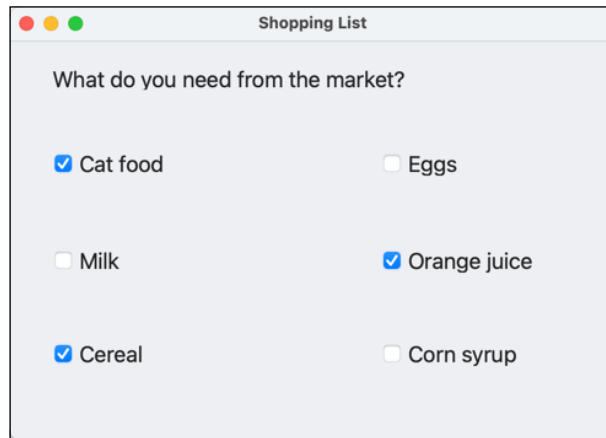 Shopping List
What do you need from the market?
Cat food
Eggs
Milk
Orange juice
Cereal
Corn syrup